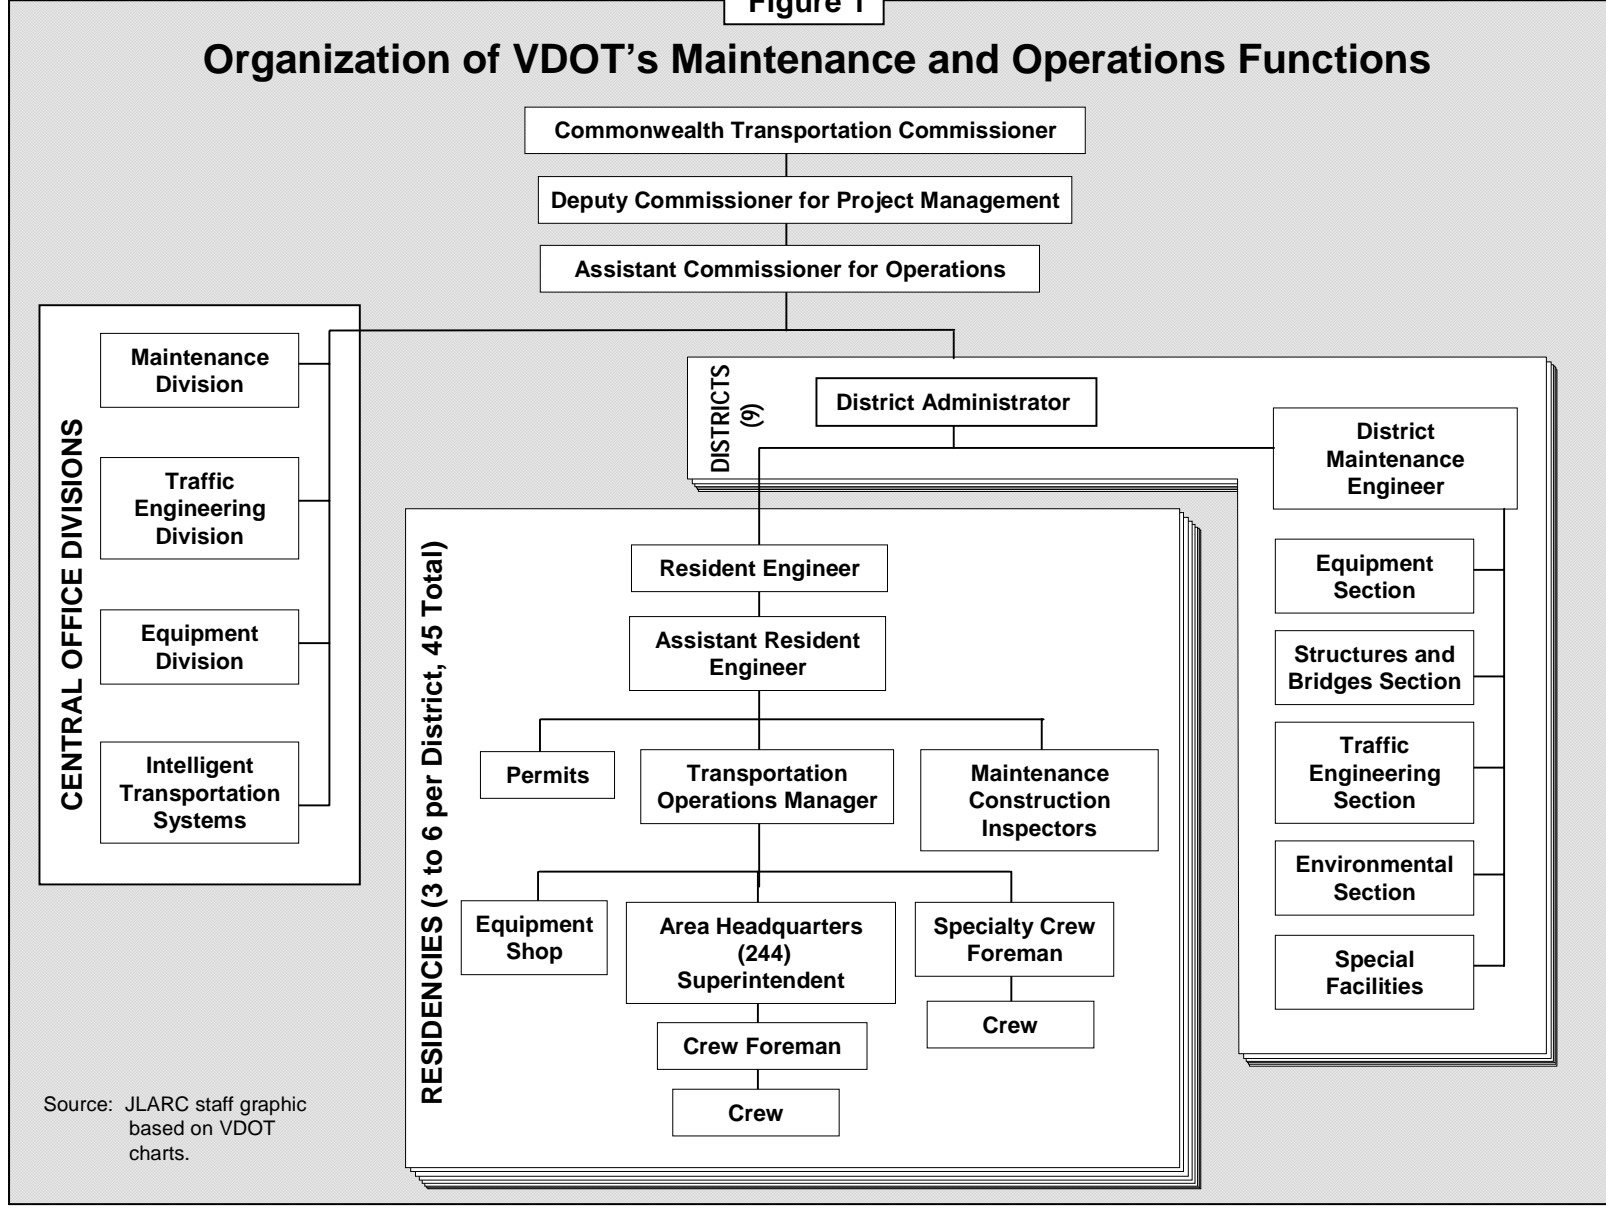 Figure 1
Organization of VDOT's Maintenance and Operations Functions
Commonwealth Transportation Commissioner
Deputy Commissioner for Project Management
Assistant Commissioner for Operations
CENTRAL OFFICE DIVISIONS
Maintenance
Division
Traffic
Engineering
Division
Equipment
Division
Intelligent
Transportation
Systems
DISTRICTS
(9)
District Administrator
District
Maintenance
Engineer
Equipment
Section
Structures and
Bridges Section
Traffic
Engineering
Section
Environmental
Section
Special
Facilities
RESIDENCIES (3 to 6 per District, 45 Total)
Resident Engineer
Assistant Resident
Engineer
Permits
Transportation
Operations Manager
Maintenance
Construction
Inspectors
Equipment
Shop
Area Headquarters
(244)
Superintendent
Specialty Crew
Foreman
Crew Foreman
Crew
Crew
Source: JLARC staff graphic
based on VDOT
charts.